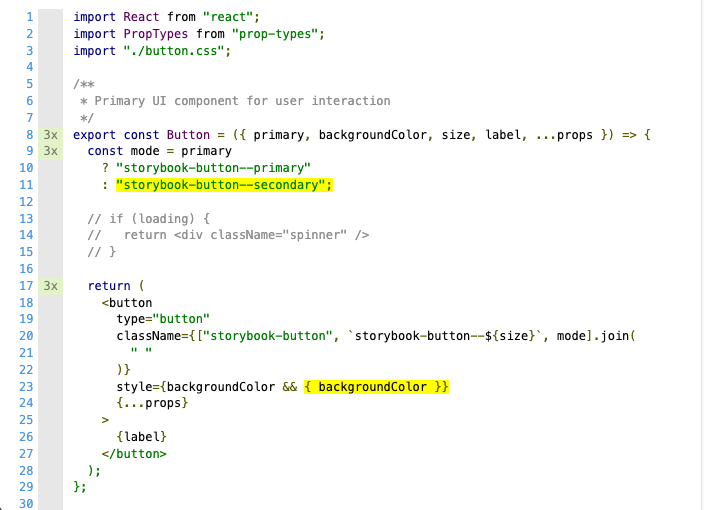 1 import React from "react";
2 import PropTypes from "prop-types";
3 import "./button.css";
4
5 /**
6  * Primary UI component for user interaction
7  */
8 3x export const Button = ({ primary, backgroundColor, size, label, ...props }) => {
9 3x   const mode = primary
10     ? "storybook-button--primary"
11     : "storybook-button--secondary";
12
13   // if (loading) {
14   //   return <div className="spinner" />
15   // }
16
17 3x   return (
18     <button
19       type="button"
20       className={["storybook-button", `storybook-button--${size}`, mode].join(
21         " "
22       )}
23       style={backgroundColor && { backgroundColor }}
24       {...props}
25     >
26       {label}
27     </button>
28   );
29 };
30